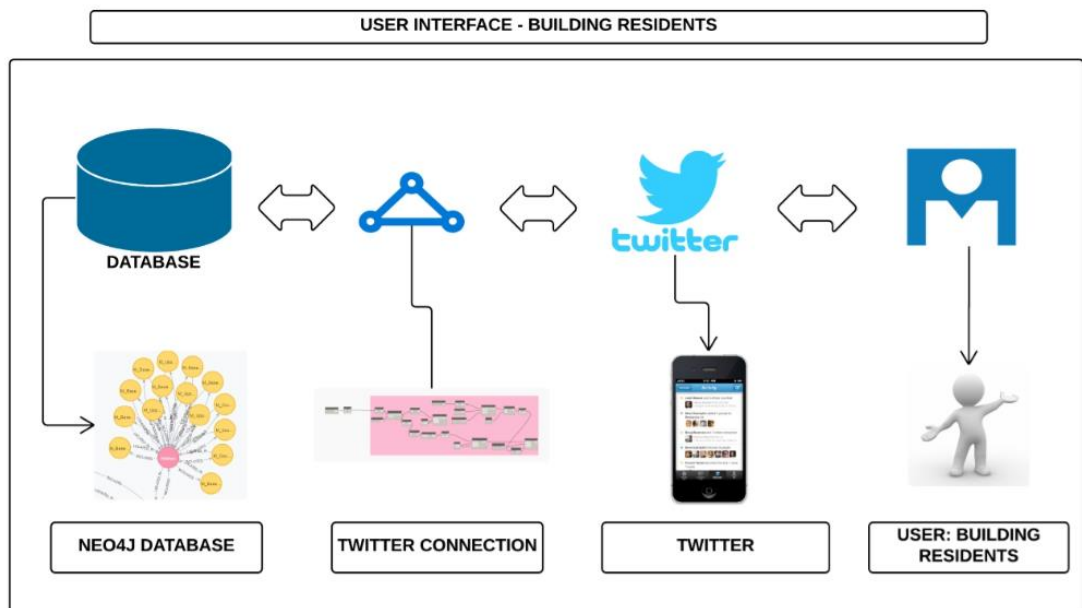 USER INTERFACE - BUILDING RESIDENTS
DATABASE
twitter
NEO4J DATABASE
TWITTER CONNECTION
TWITTER
USER: BUILDING
RESIDENTS